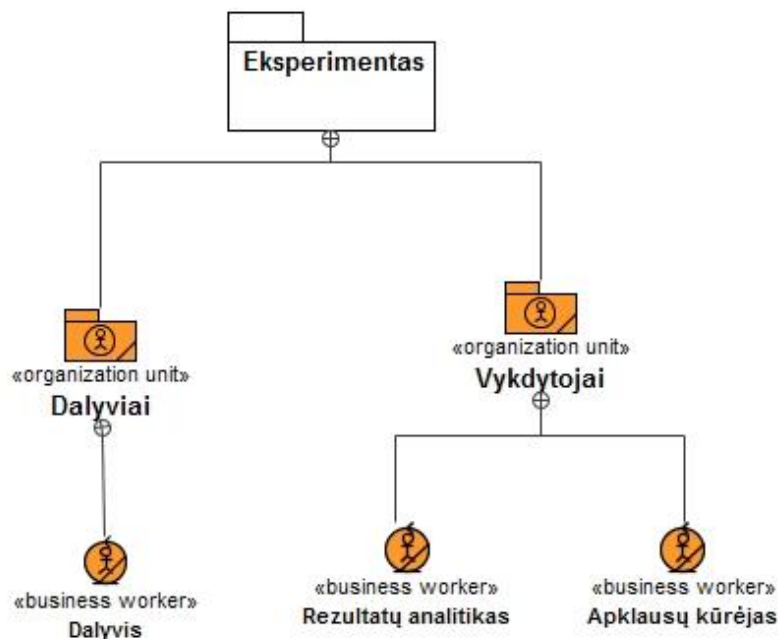 Eksperimentas
«organization unit»
Dalyviai
«organization unit»
Vykdytojai
«business worker»
Dalyvis
«business worker»
Rezultatų analitikas
«business worker»
Apklausų kūrėjas